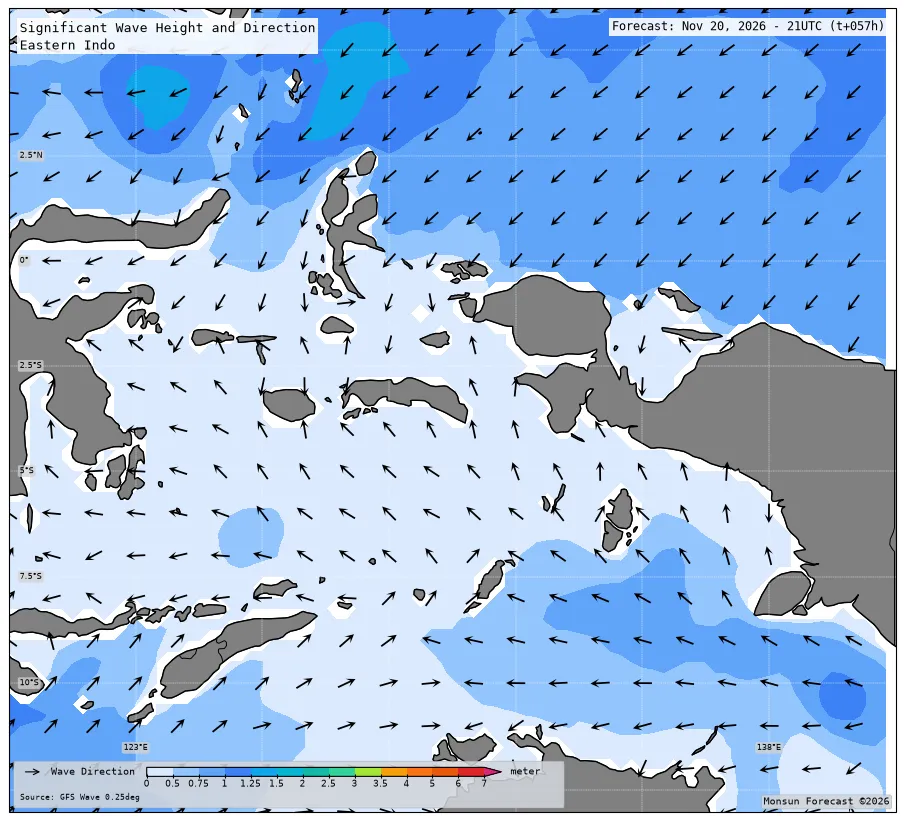 Significant Wave Height and Direction
Eastern Indo
Forecast: Nov 20, 2026 - 21UTC (t+057h)
2.5°N
0°
2.5°S
5°S
7.5°S
10°S
123°E
138°E
Wave Direction
meter
0 0.5 0.75 1 1.25 1.5 2 2.5 3 3.5 4 5 6 7
Source: GFS Wave 0.25deg
Monsun Forecast ©2026